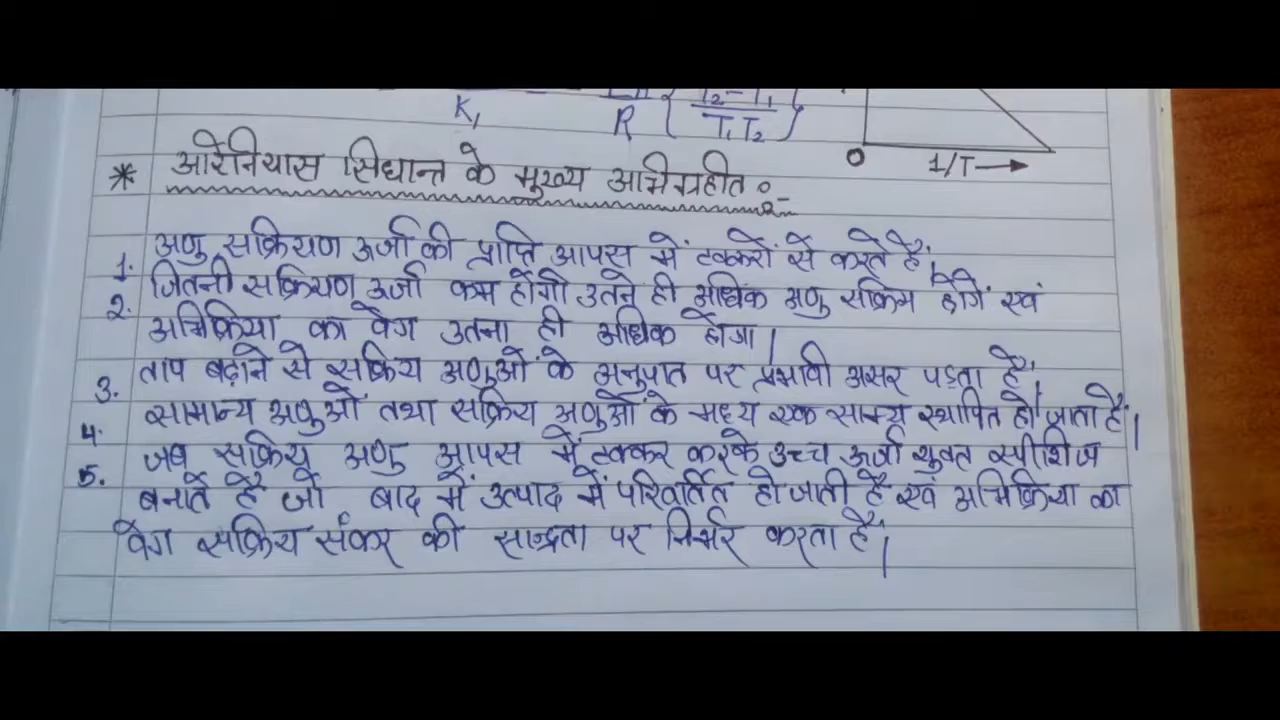 K₁ R { T₂-T₁ / T₁T₂ }
O 1/T→
* आरेनियास सिधान्त के मुख्य अभिग्रहीत :-
1. अणु सक्रियण ऊर्जा की प्राप्ति आपस में टक्करों से करते हैं।
2. जितनी सक्रियण ऊर्जा कम होगी उतने ही अधिक अणु सक्रिय होंगे एवं
अभिक्रिया का वेग उतना ही अधिक होगा।
3. ताप बढ़ाने से सक्रिय अणुओं के अनुपात पर प्रभावी असर पड़ता है।
4. सामान्य अणुओं तथा सक्रिय अणुओं के मध्य एक साम्य स्थापित हो जाता है।
5. जब सक्रिय अणु आपस में टक्कर करके उच्च ऊर्जा युक्त स्पीशिज
बनाते है जो बाद में उत्पाद में परिवर्तित हो जाती है एवं अभिक्रिया का
वेग सक्रिय संकर की सान्द्रता पर निर्भर करता है।